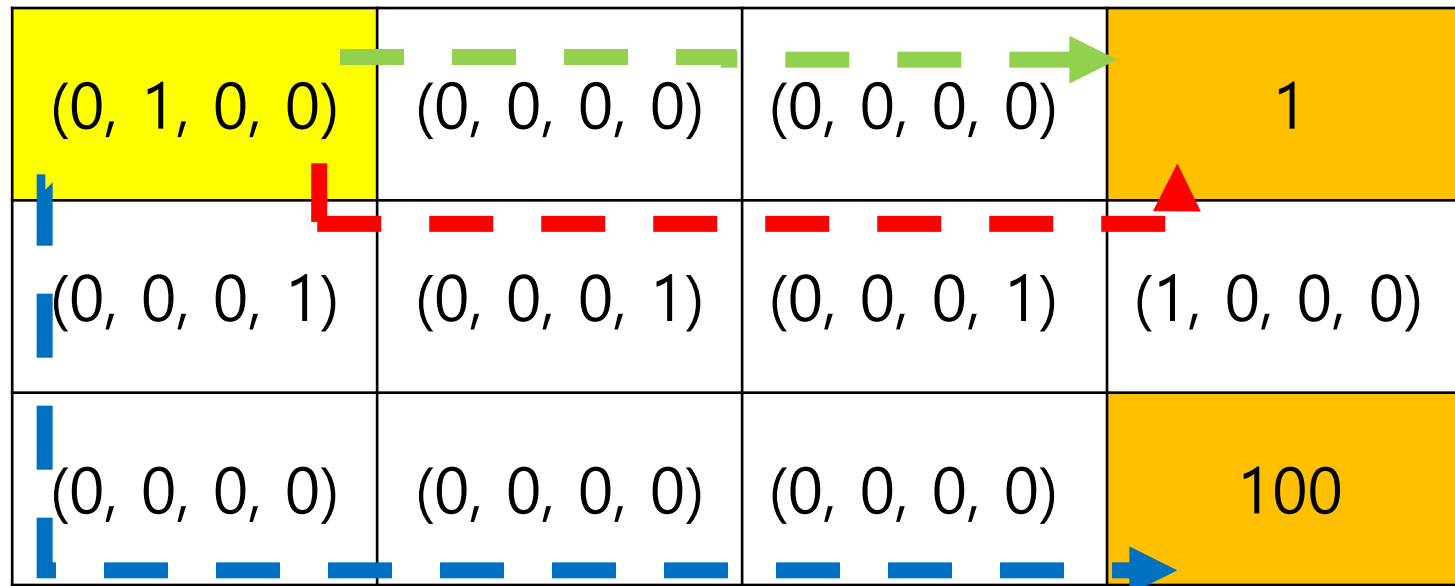 (0, 1, 0, 0) (0, 0, 0, 0) (0, 0, 0, 0) 1
(0, 0, 0, 1) (0, 0, 0, 1) (0, 0, 0, 1) (1, 0, 0, 0)
(0, 0, 0, 0) (0, 0, 0, 0) (0, 0, 0, 0) 100